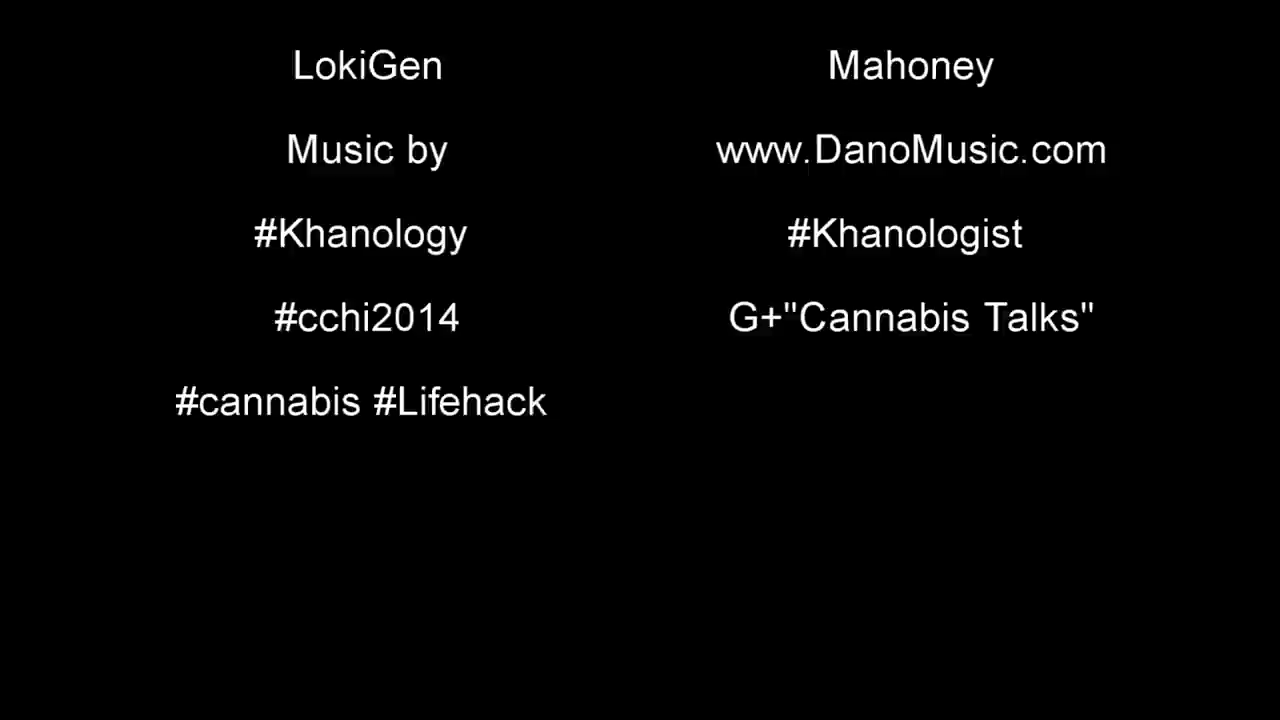 LokiGen Mahoney
Music by www.DanoMusic.com
#Khanology #Khanologist
#cchi2014 G+"Cannabis Talks"
#cannabis #Lifehack